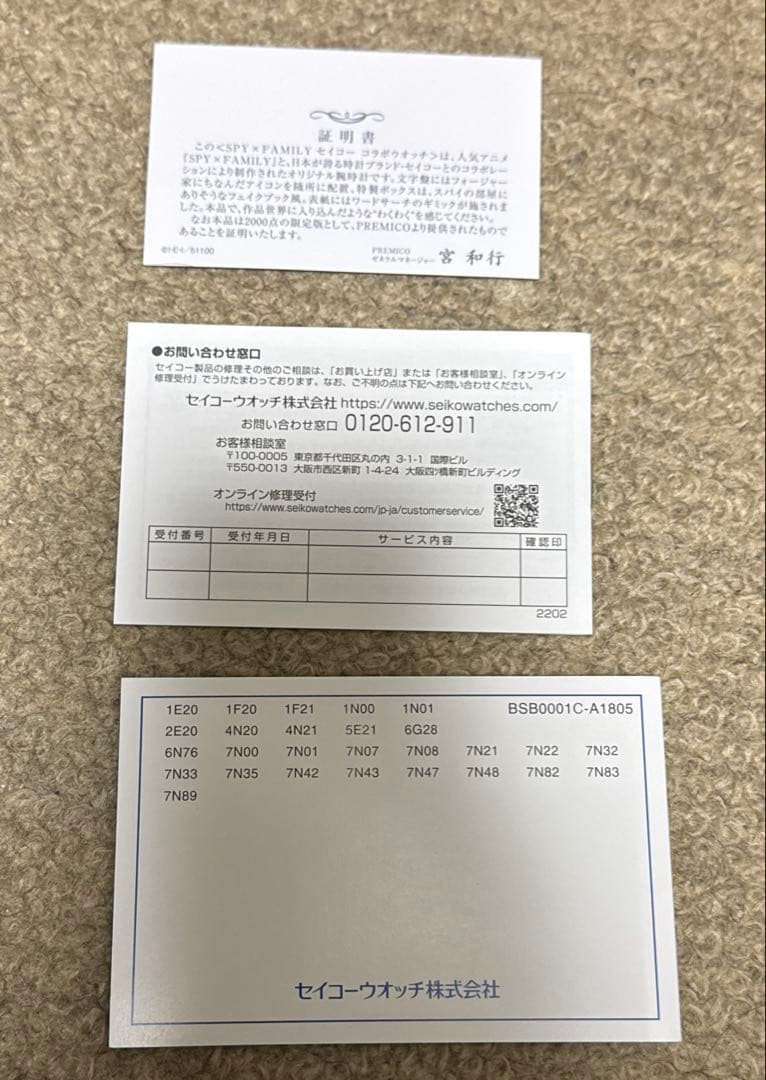 証明書
この<SPY×FAMILY セイコー コラボウオッチ>は、人気アニメ
『SPY×FAMILY』と、日本が誇る時計ブランド・セイコーとのコラボレー
ションにより制作されたオリジナル腕時計です。文字盤にはフォージャー
家にちなんだアイコンを随所に配置。特製ボックスは、スパイの部屋に
ありそうなフェイクブック風。表紙にはワードサーチのギミックが施されま
した。本品で、作品世界に入り込んだような“わくわく”を感じてください。
なお本品は2000点の限定版として、PREMICOより提供されたもので
あることを証明いたします。
©I-E-I/51100
PREMICO
ゼネラルマネージャー 宮 和行
●お問い合わせ窓口
セイコー製品の修理その他のご相談は、「お買い上げ店」または「お客様相談室」、「オンライン
修理受付」でうけたまわっております。なお、ご不明の点は下記へお問い合わせください。
セイコーウオッチ株式会社 https://www.seikowatches.com/
お問い合わせ窓口 0120-612-911
お客様相談室
〒100-0005 東京都千代田区丸の内 3-1-1 国際ビル
〒550-0013 大阪市西区新町 1-4-24 大阪四ツ橋新町ビルディング
オンライン修理受付
https://www.seikowatches.com/jp-ja/customerservice/
受付番号 受付年月日 サービス内容 確認印
2202
1E20 1F20 1F21 1N00 1N01 BSB0001C-A1805
2E20 4N20 4N21 5E21 6G28
6N76 7N00 7N01 7N07 7N08 7N21 7N22 7N32
7N33 7N35 7N42 7N43 7N47 7N48 7N82 7N83
7N89
セイコーウオッチ株式会社